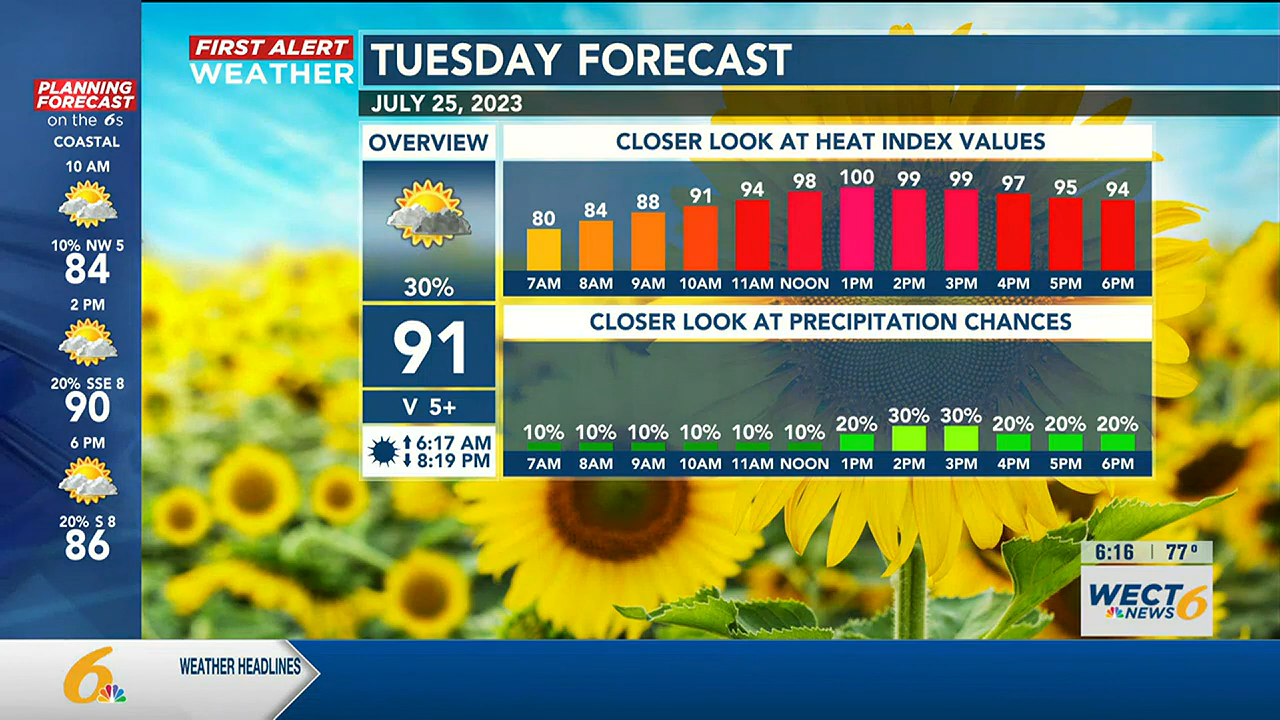 FIRST ALERT
WEATHER
TUESDAY FORECAST
JULY 25, 2023
PLANNING
FORECAST
on the 6s
COASTAL
10 AM
10% NW 5
84
2 PM
20% SSE 8
90
6 PM
20% S 8
86
OVERVIEW
30%
91
V 5+
6:17 AM
8:19 PM
CLOSER LOOK AT HEAT INDEX VALUES
80 84 88 91 94 98 100 99 99 97 95 94
7AM 8AM 9AM 10AM 11AM NOON 1PM 2PM 3PM 4PM 5PM 6PM
CLOSER LOOK AT PRECIPITATION CHANCES
10% 10% 10% 10% 10% 10% 20% 30% 30% 20% 20% 20%
7AM 8AM 9AM 10AM 11AM NOON 1PM 2PM 3PM 4PM 5PM 6PM
6:16 | 77°
WECT 6
NEWS
6
WEATHER HEADLINES